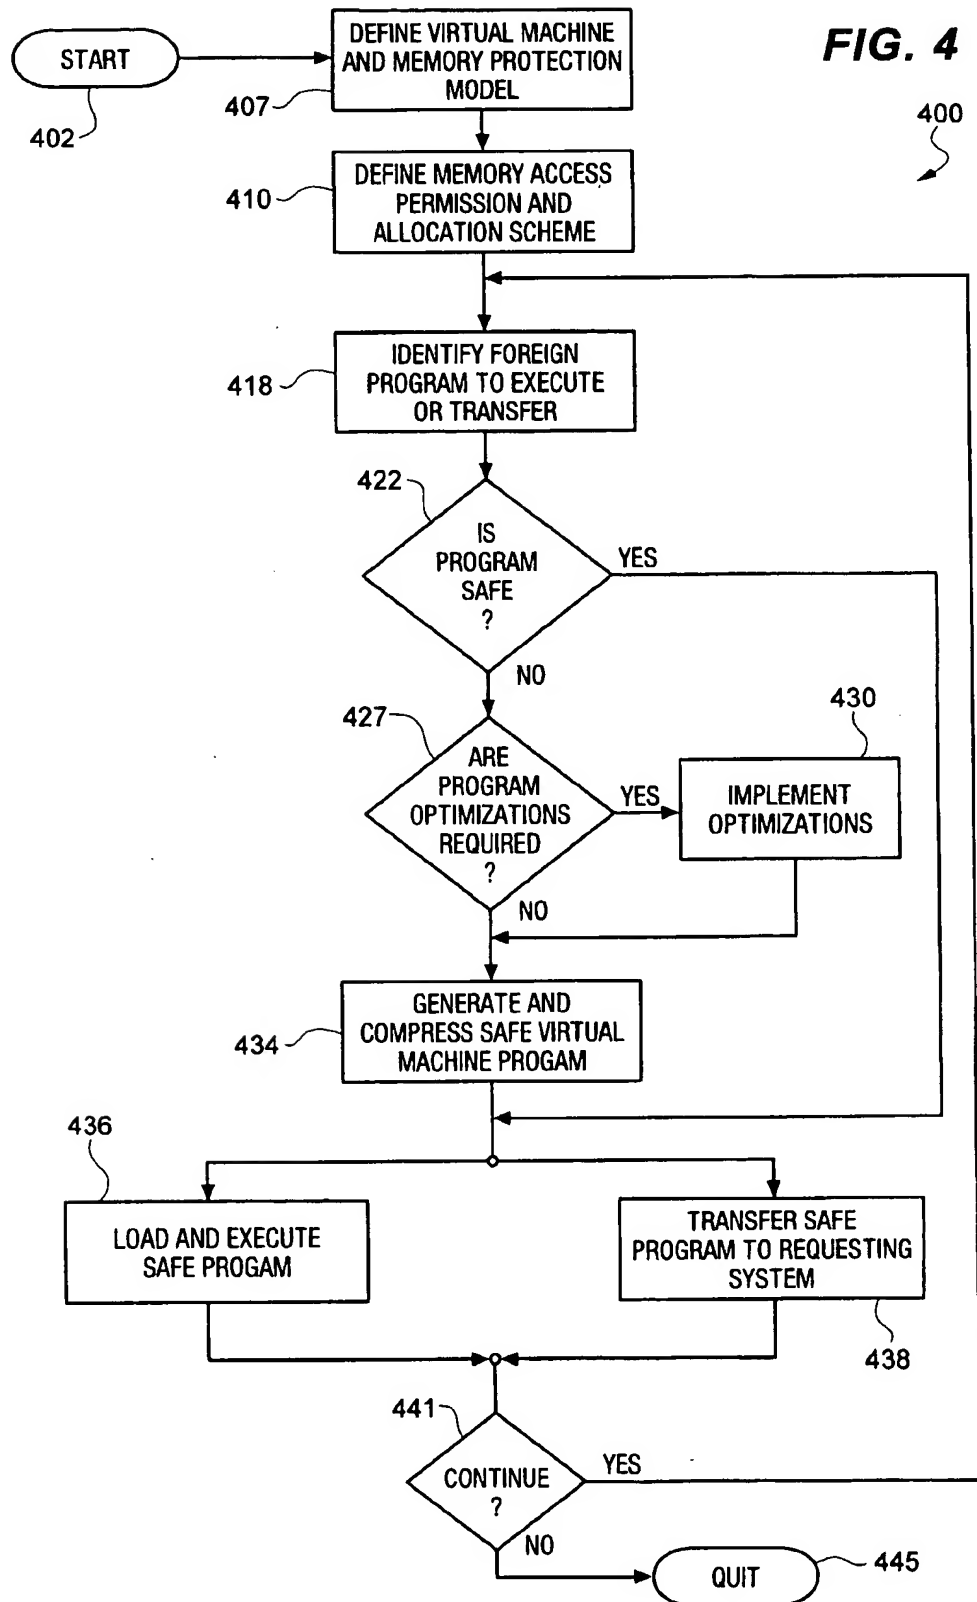 FIG. 4
400
START
402
DEFINE VIRTUAL MACHINE
AND MEMORY PROTECTION
MODEL
407
DEFINE MEMORY ACCESS
PERMISSION AND
ALLOCATION SCHEME
410
IDENTIFY FOREIGN
PROGRAM TO EXECUTE
OR TRANSFER
418
422
IS
PROGRAM
SAFE
?
YES
NO
427
ARE
PROGRAM
OPTIMIZATIONS
REQUIRED
?
YES
NO
430
IMPLEMENT
OPTIMIZATIONS
GENERATE AND
COMPRESS SAFE VIRTUAL
MACHINE PROGAM
434
436
LOAD AND EXECUTE
SAFE PROGAM
TRANSFER SAFE
PROGRAM TO REQUESTING
SYSTEM
438
441
CONTINUE
?
YES
NO
QUIT
445